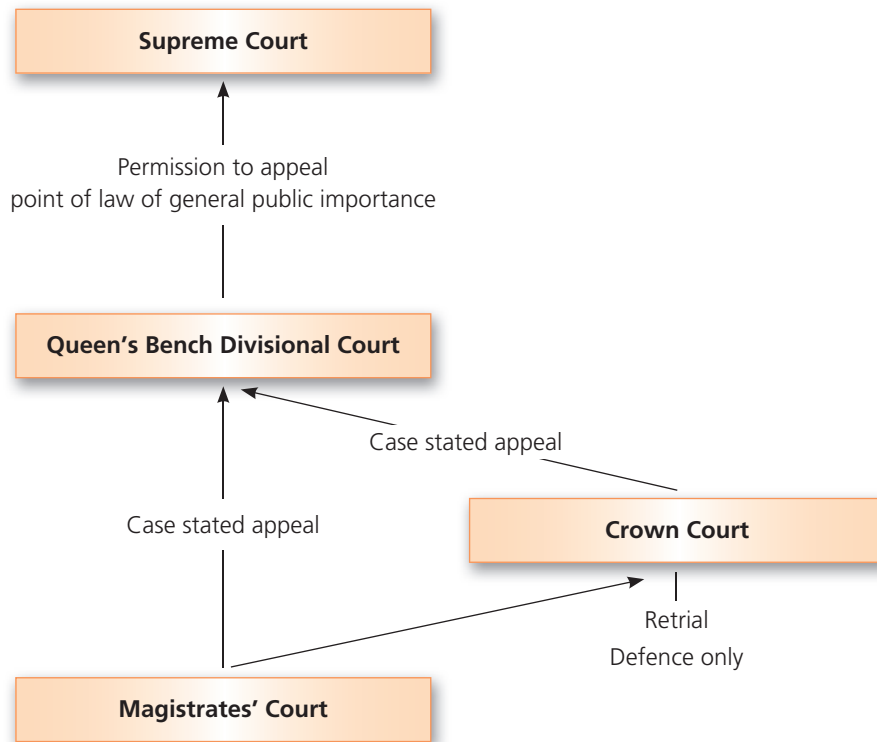 Supreme Court
Permission to appeal
point of law of general public importance
Queen's Bench Divisional Court
Case stated appeal
Case stated appeal
Crown Court
Retrial
Defence only
Magistrates' Court